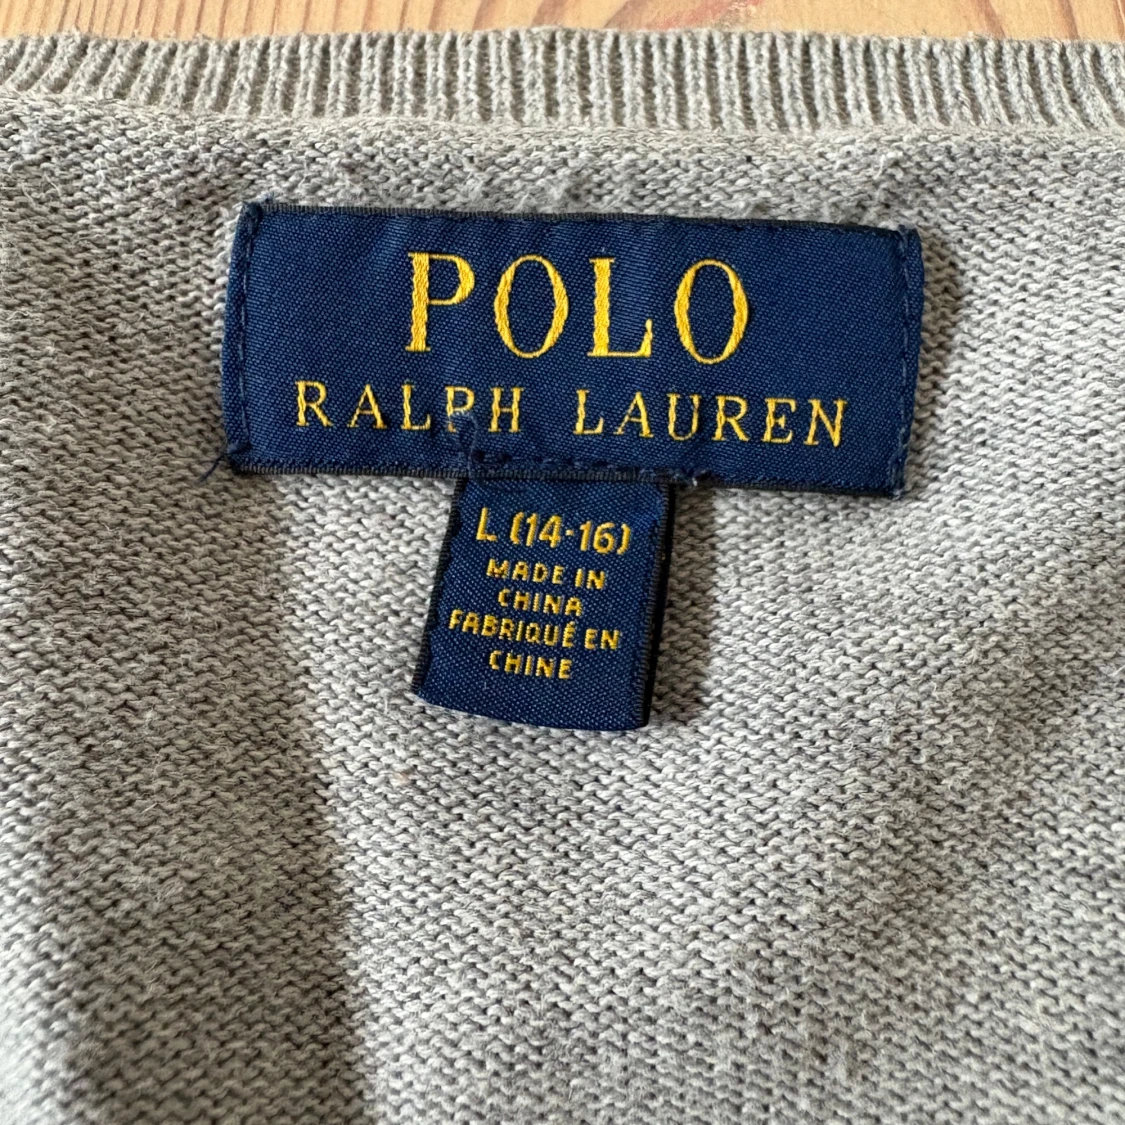 POLO
RALPH LAUREN
L (14-16)
MADE IN
CHINA
FABRIQUÉ EN
CHINE